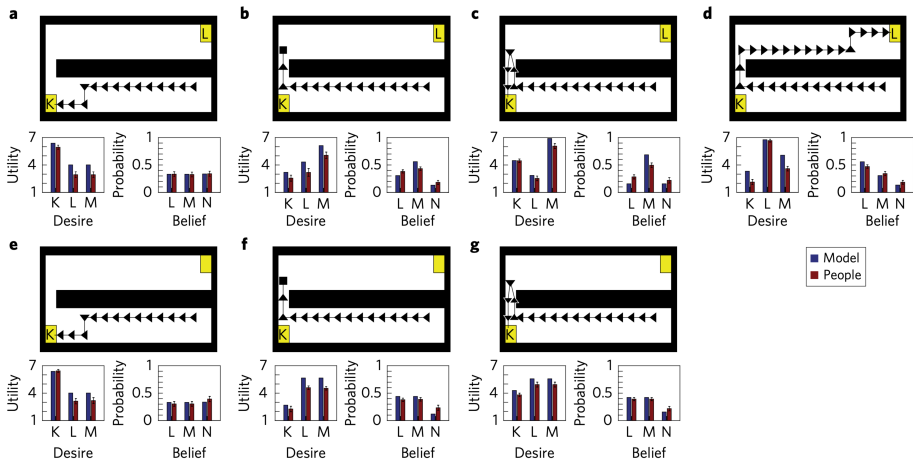 a b c d
L L L L
K K K K
7 4 1 Utility K L M Desire 1 0.5 0 Probability L M N Belief
7 4 1 Utility K L M Desire 1 0.5 0 Probability L M N Belief
7 4 1 Utility K L M Desire 1 0.5 0 Probability L M N Belief
7 4 1 Utility K L M Desire 1 0.5 0 Probability L M N Belief
e f g
K K K
Model
People
7 4 1 Utility K L M Desire 1 0.5 0 Probability L M N Belief
7 4 1 Utility K L M Desire 1 0.5 0 Probability L M N Belief
7 4 1 Utility K L M Desire 1 0.5 0 Probability L M N Belief